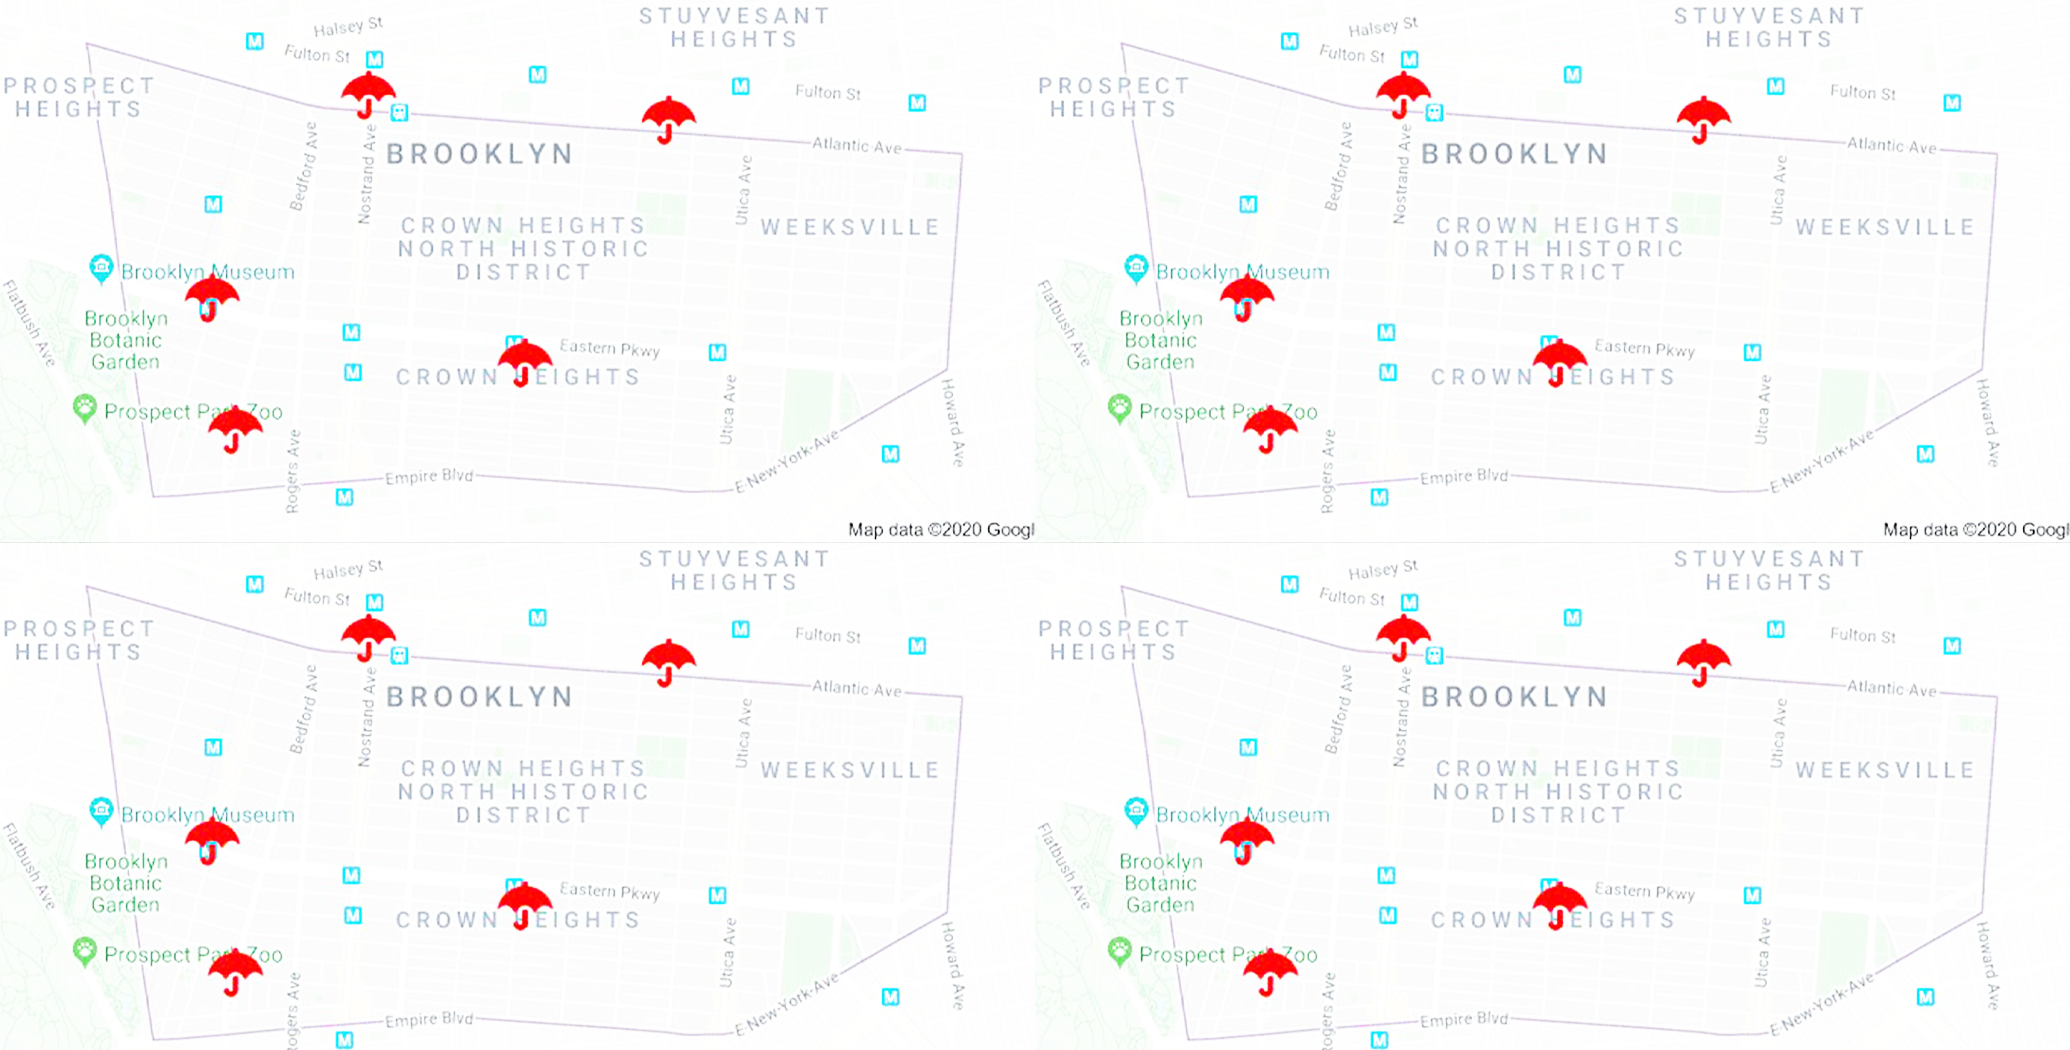 STUYVESANT
HEIGHTS
Halsey St
Fulton St
M
M
M
M
M
Fulton St
PROSPECT
HEIGHTS
Atlantic Ave
Bedford Ave
Nostrand Ave
BROOKLYN
Utica Ave
M
CROWN HEIGHTS
NORTH HISTORIC
DISTRICT
WEEKSVILLE
Brooklyn Museum
Flatbush Ave
Brooklyn
Botanic
Garden
M
M
M
M
Eastern Pkwy
CROWN HEIGHTS
Prospect Park Zoo
Utica Ave
Howard Ave
Rogers Ave
M
E New York Ave
Empire Blvd
M
Map data ©2020 Googl
STUYVESANT
HEIGHTS
Halsey St
Fulton St
M
M
M
M
M
Fulton St
PROSPECT
HEIGHTS
Atlantic Ave
Bedford Ave
Nostrand Ave
BROOKLYN
Utica Ave
M
CROWN HEIGHTS
NORTH HISTORIC
DISTRICT
WEEKSVILLE
Brooklyn Museum
Flatbush Ave
Brooklyn
Botanic
Garden
M
M
M
M
Eastern Pkwy
CROWN HEIGHTS
Prospect Park Zoo
Utica Ave
Howard Ave
Rogers Ave
M
E New York Ave
Empire Blvd
M
Map data ©2020 Googl
STUYVESANT
HEIGHTS
Halsey St
Fulton St
M
M
M
M
M
Fulton St
PROSPECT
HEIGHTS
Atlantic Ave
Bedford Ave
Nostrand Ave
BROOKLYN
Utica Ave
M
CROWN HEIGHTS
NORTH HISTORIC
DISTRICT
WEEKSVILLE
Brooklyn Museum
Flatbush Ave
Brooklyn
Botanic
Garden
M
M
M
M
Eastern Pkwy
CROWN HEIGHTS
Prospect Park Zoo
Utica Ave
Howard Ave
ogers Ave
M
E New York Ave
Empire Blvd
M
STUYVESANT
HEIGHTS
Halsey St
Fulton St
M
M
M
M
M
Fulton St
PROSPECT
HEIGHTS
Atlantic Ave
Bedford Ave
Nostrand Ave
BROOKLYN
Utica Ave
M
CROWN HEIGHTS
NORTH HISTORIC
DISTRICT
WEEKSVILLE
Brooklyn Museum
Flatbush Ave
Brooklyn
Botanic
Garden
M
M
M
M
Eastern Pkwy
CROWN HEIGHTS
Prospect Park Zoo
Utica Ave
Howard Ave
ogers Ave
M
E New York Ave
Empire Blvd
M